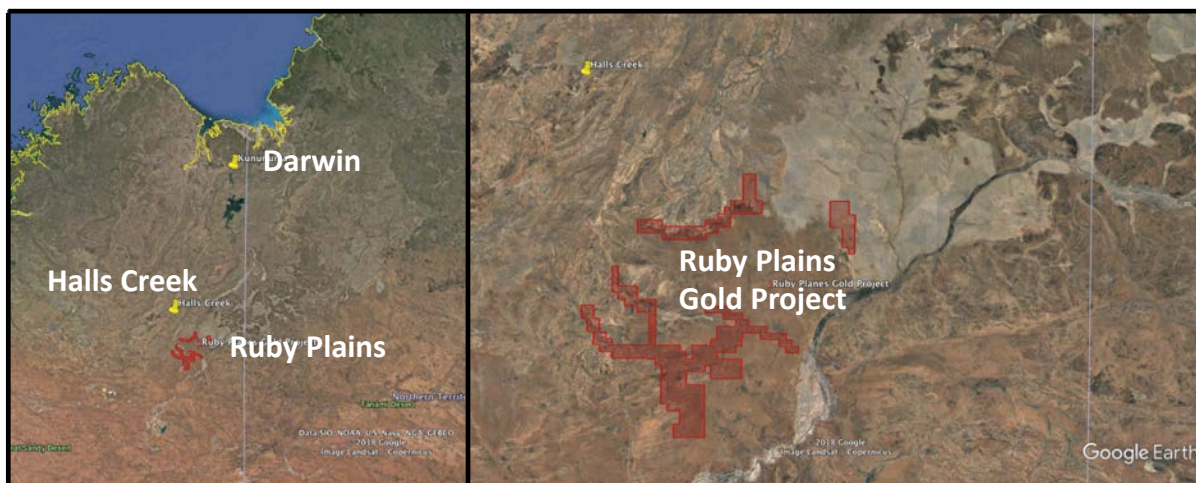 Kununurra
Darwin
Halls Creek
Halls Creek
Ruby Plains
Northern Territ
Tanami Desert
Data SIO, NOAA, U.S. Navy, NGA, GEBCO
2018 Google
Image Landsat / Copernicus
Sandy Desert
Halls Creek
Ruby Plains
Gold Project
Ruby Planes Gold Project
2018 Google
Image Landsat / Copernicus
Google Earth